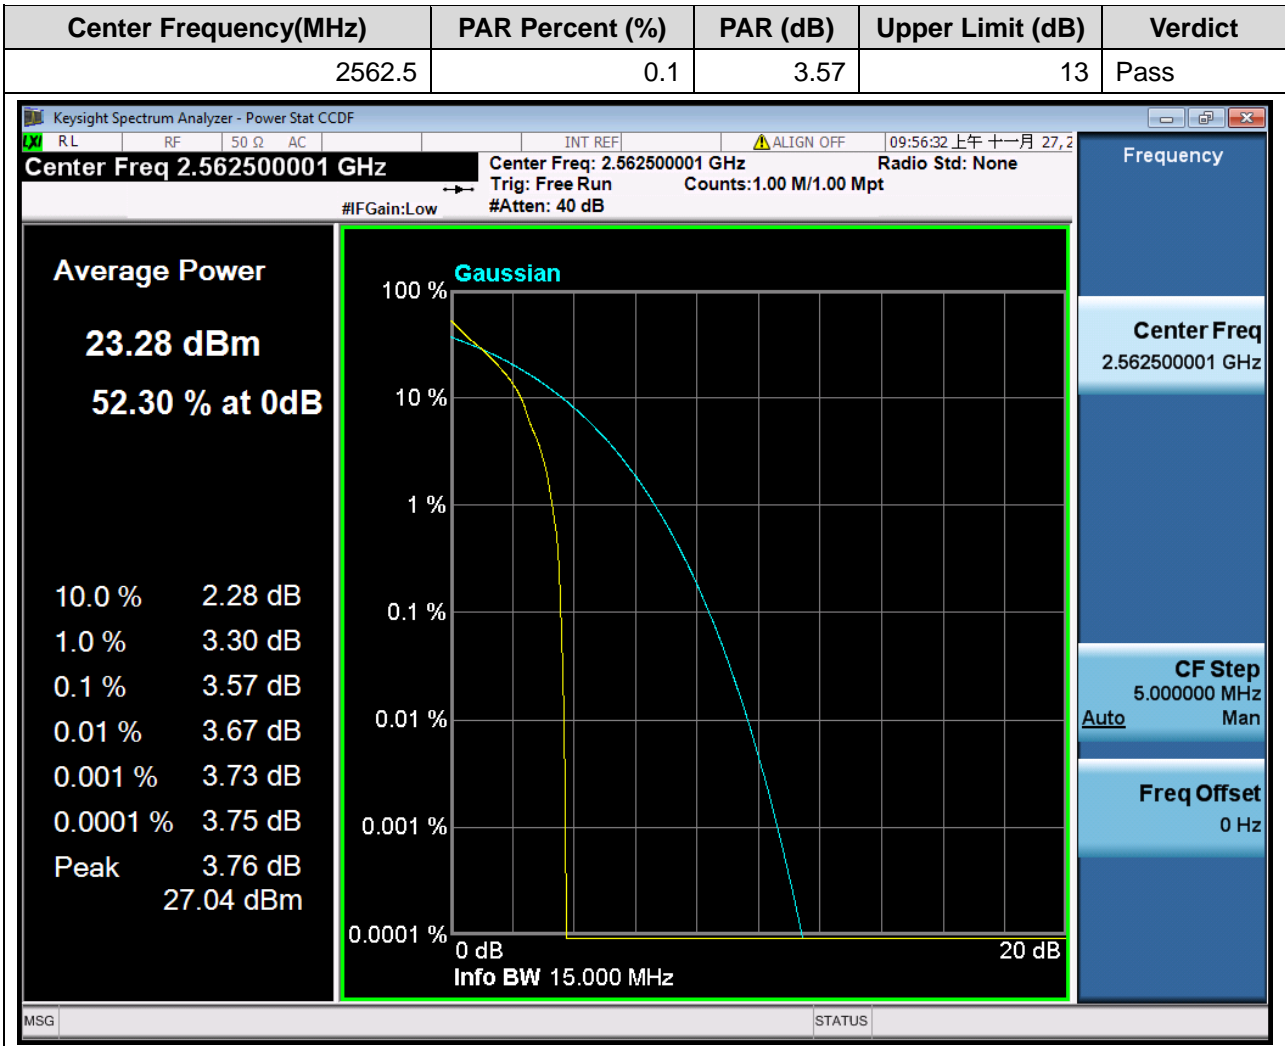 Center Frequency(MHz) PAR Percent (%) PAR (dB) Upper Limit (dB) Verdict
2562.5 0.1 3.57 13 Pass
Keysight Spectrum Analyzer - Power Stat CCDF
LXI RL RF 50 Ω AC INT REF ALIGN OFF 09:56:32 上午 十一月 27, 2
Center Freq 2.562500001 GHz
Center Freq: 2.562500001 GHz Radio Std: None
Trig: Free Run Counts:1.00 M/1.00 Mpt
#IFGain:Low #Atten: 40 dB
Average Power
23.28 dBm
52.30 % at 0dB
10.0 % 2.28 dB
1.0 % 3.30 dB
0.1 % 3.57 dB
0.01 % 3.67 dB
0.001 % 3.73 dB
0.0001 % 3.75 dB
Peak 3.76 dB
27.04 dBm
Gaussian
100 %
10 %
1 %
0.1 %
0.01 %
0.001 %
0.0001 %
0 dB 20 dB
Info BW 15.000 MHz
Frequency
Center Freq
2.562500001 GHz
CF Step
5.000000 MHz
Auto Man
Freq Offset
0 Hz
MSG STATUS